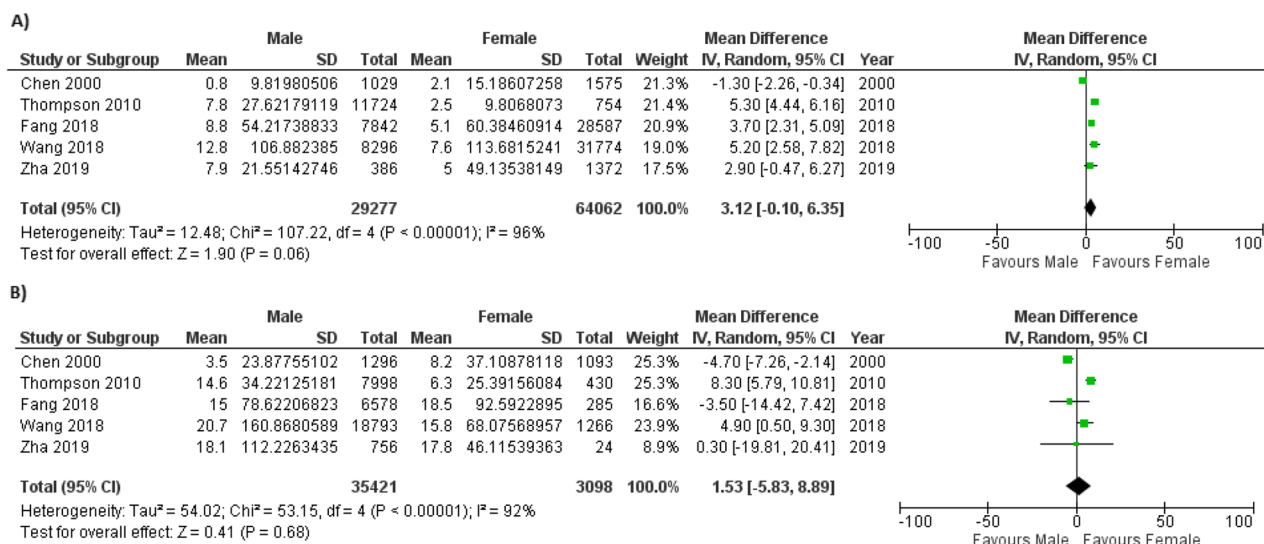 A)
Male Female Mean Difference Mean Difference
Study or Subgroup Mean SD Total Mean SD Total Weight IV, Random, 95% CI Year IV, Random, 95% CI
Chen 2000 0.8 9.81980506 1029 2.1 15.18607258 1575 21.3% -1.30 [-2.26, -0.34] 2000
Thompson 2010 7.8 27.62179119 11724 2.5 9.8068073 754 21.4% 5.30 [4.44, 6.16] 2010
Fang 2018 8.8 54.21738833 7842 5.1 60.38460914 28587 20.9% 3.70 [2.31, 5.09] 2018
Wang 2018 12.8 106.882385 8296 7.6 113.6815241 31774 19.0% 5.20 [2.58, 7.82] 2018
Zha 2019 7.9 21.55142746 386 5 49.13538149 1372 17.5% 2.90 [-0.47, 6.27] 2019
Total (95% CI) 29277 64062 100.0% 3.12 [-0.10, 6.35]
Heterogeneity: Tau² = 12.48; Chi² = 107.22, df = 4 (P < 0.00001); I² = 96%
Test for overall effect: Z = 1.90 (P = 0.06)
-100 -50 0 50 100
Favours Male Favours Female
B)
Male Female Mean Difference Mean Difference
Study or Subgroup Mean SD Total Mean SD Total Weight IV, Random, 95% CI Year IV, Random, 95% CI
Chen 2000 3.5 23.87755102 1296 8.2 37.10878118 1093 25.3% -4.70 [-7.26, -2.14] 2000
Thompson 2010 14.6 34.22125181 7998 6.3 25.39156084 430 25.3% 8.30 [5.79, 10.81] 2010
Fang 2018 15 78.62206823 6578 18.5 92.5922895 285 16.6% -3.50 [-14.42, 7.42] 2018
Wang 2018 20.7 160.8680589 18793 15.8 68.07568957 1266 23.9% 4.90 [0.50, 9.30] 2018
Zha 2019 18.1 112.2263435 756 17.8 46.11539363 24 8.9% 0.30 [-19.81, 20.41] 2019
Total (95% CI) 35421 3098 100.0% 1.53 [-5.83, 8.89]
Heterogeneity: Tau² = 54.02; Chi² = 53.15, df = 4 (P < 0.00001); I² = 92%
Test for overall effect: Z = 0.41 (P = 0.68)
-100 -50 0 50 100
Favours Male Favours Female